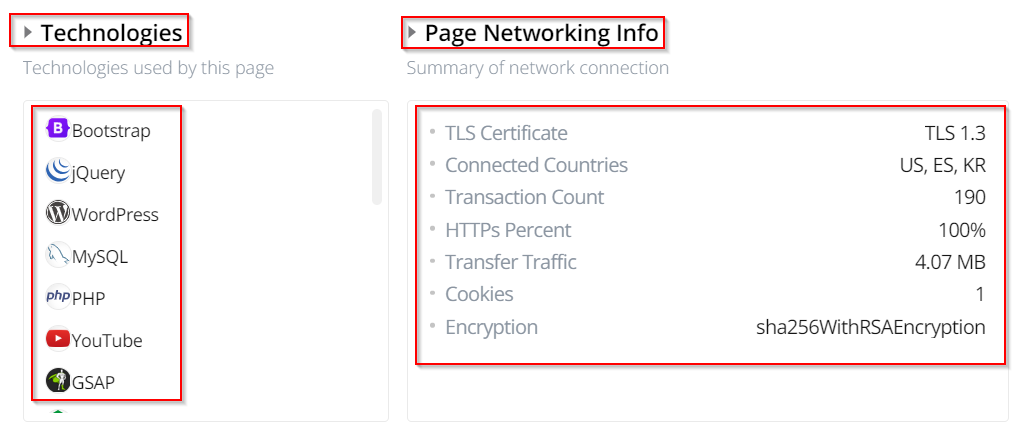 Technologies
Technologies used by this page
B Bootstrap
jQuery
WordPress
MySQL
php PHP
YouTube
GSAP
Page Networking Info
Summary of network connection
TLS Certificate TLS 1.3
Connected Countries US, ES, KR
Transaction Count 190
HTTPs Percent 100%
Transfer Traffic 4.07 MB
Cookies 1
Encryption sha256WithRSAEncryption